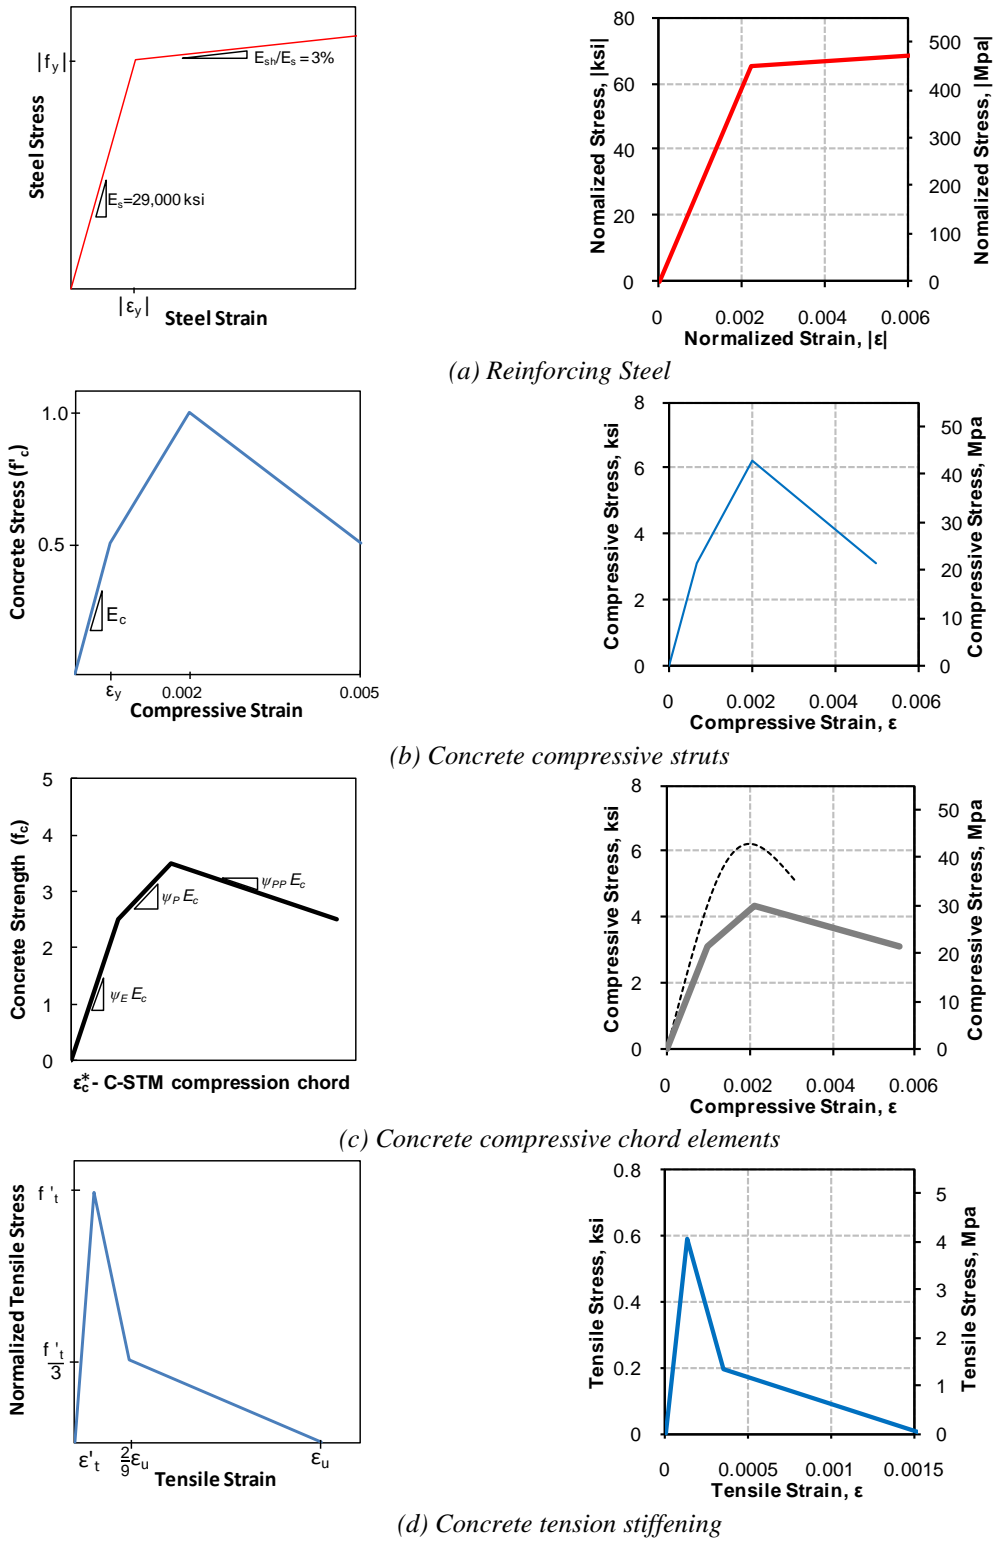 |fy|
Steel Stress
Esh/Es = 3%
Es=29,000 ksi
|εy|
Steel Strain
80
60
40
20
0
Nomalized Stress, |ksi|
500
400
300
200
100
0
Nomalized Stress, |Mpa|
0 0.002 0.004 0.006
Normalized Strain, |ε|
(a) Reinforcing Steel
1.0
0.5
Concrete Stress (f'c)
Ec
εy 0.002 0.005
Compressive Strain
8
6
4
2
0
Compressive Stress, ksi
50
40
30
20
10
0
Compressive Stress, Mpa
0 0.002 0.004 0.006
Compressive Strain, ε
(b) Concrete compressive struts
5
4
3
2
1
0
Concrete Strength (fc)
ψPP Ec
ψP Ec
ψE Ec
εc*- C-STM compression chord
8
6
4
2
0
Compressive Stress, ksi
50
40
30
20
10
0
Compressive Stress, Mpa
0 0.002 0.004 0.006
Compressive Strain, ε
(c) Concrete compressive chord elements
f't
f't/3
Normalized Tensile Stress
ε't 2/9εu εu
Tensile Strain
0.8
0.6
0.4
0.2
0
Tensile Stress, ksi
5
4
3
2
1
0
Tensile Stress, Mpa
0 0.0005 0.001 0.0015
Tensile Strain, ε
(d) Concrete tension stiffening